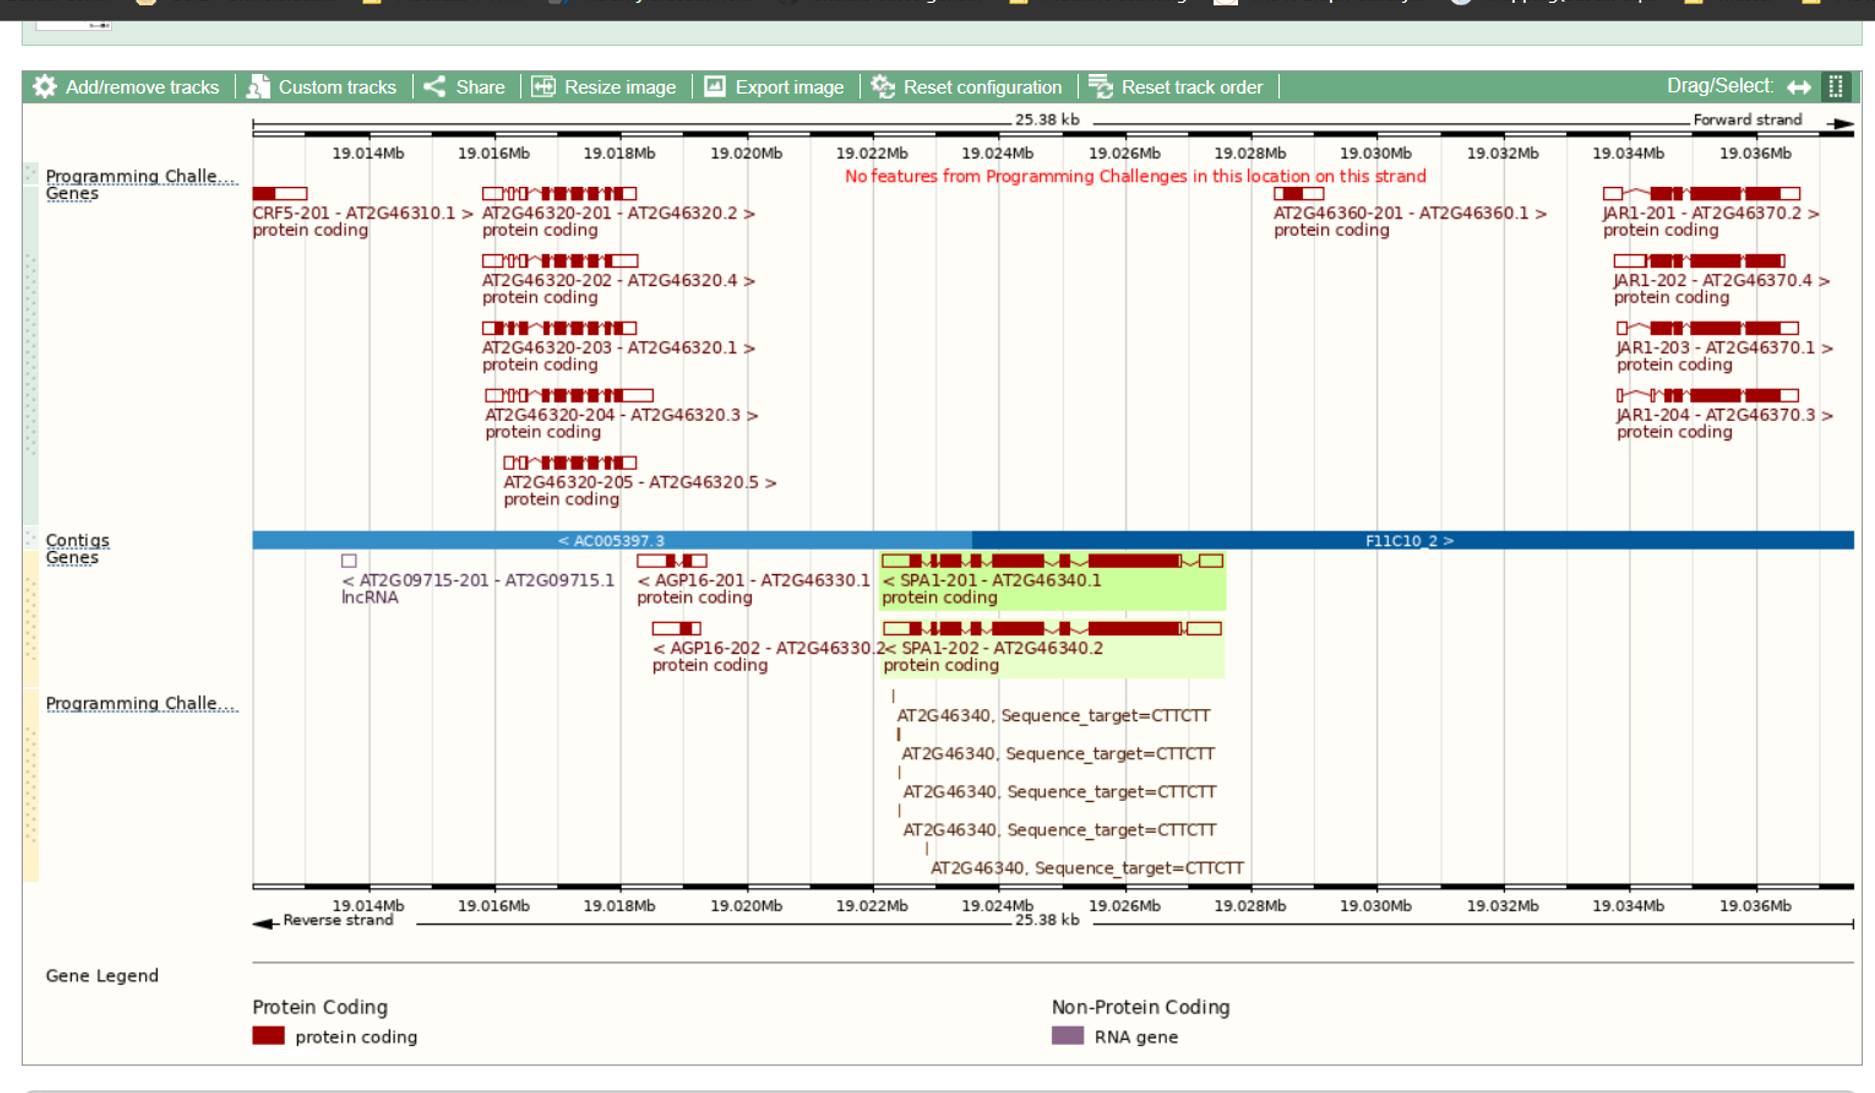 Add/remove tracks Custom tracks Share Resize image Export image Reset configuration Reset track order Drag/Select:
25.38 kb Forward strand
19.014Mb 19.016Mb 19.018Mb 19.020Mb 19.022Mb 19.024Mb 19.026Mb 19.028Mb 19.030Mb 19.032Mb 19.034Mb 19.036Mb
Programming Challe... No features from Programming Challenges in this location on this strand
Genes
CRF5-201 - AT2G46310.1 > AT2G46320-201 - AT2G46320.2 > AT2G46360-201 - AT2G46360.1 > JAR1-201 - AT2G46370.2 >
protein coding protein coding protein coding protein coding
AT2G46320-202 - AT2G46320.4 > JAR1-202 - AT2G46370.4 >
protein coding protein coding
AT2G46320-203 - AT2G46320.1 > JAR1-203 - AT2G46370.1 >
protein coding protein coding
AT2G46320-204 - AT2G46320.3 > JAR1-204 - AT2G46370.3 >
protein coding protein coding
AT2G46320-205 - AT2G46320.5 >
protein coding
Contigs < AC005397.3 F11C10_2 >
Genes
< AT2G09715-201 - AT2G09715.1 < AGP16-201 - AT2G46330.1 < SPA1-201 - AT2G46340.1
lncRNA protein coding protein coding
< AGP16-202 - AT2G46330.2 < SPA1-202 - AT2G46340.2
protein coding protein coding
Programming Challe...
AT2G46340, Sequence_target=CTTCTT
AT2G46340, Sequence_target=CTTCTT
AT2G46340, Sequence_target=CTTCTT
AT2G46340, Sequence_target=CTTCTT
AT2G46340, Sequence_target=CTTCTT
19.014Mb 19.016Mb 19.018Mb 19.020Mb 19.022Mb 19.024Mb 19.026Mb 19.028Mb 19.030Mb 19.032Mb 19.034Mb 19.036Mb
Reverse strand 25.38 kb
Gene Legend
Protein Coding Non-Protein Coding
protein coding RNA gene